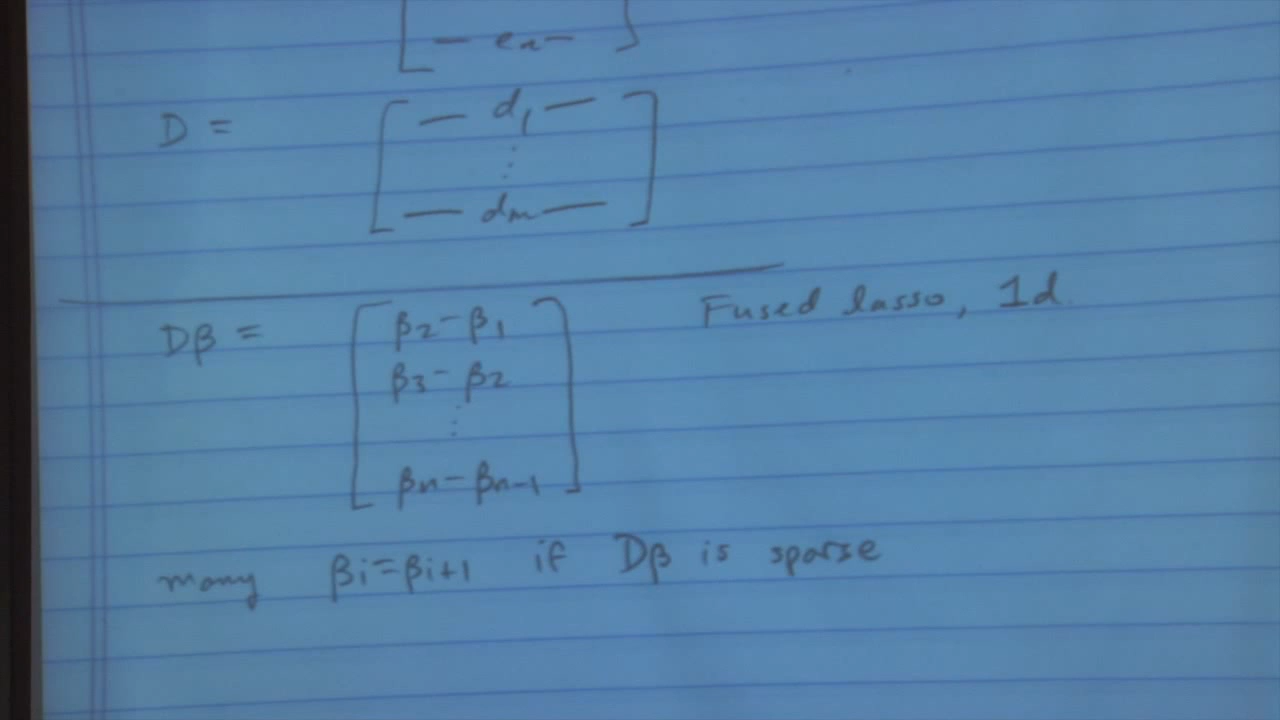 [ — en — ]
D = [ — d1 —
⋮
— dm — ]
Dβ = [ β2 - β1 Fused lasso, 1d.
β3 - β2
⋮
βn - βn-1 ]
many βi = βi+1 if Dβ is sparse